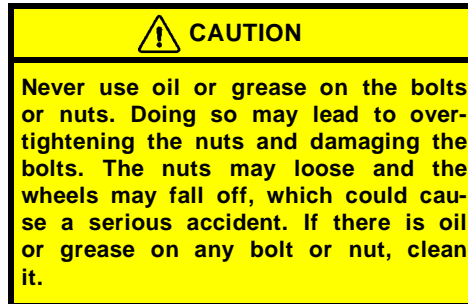 CAUTION
Never use oil or grease on the bolts
or nuts. Doing so may lead to over-
tightening the nuts and damaging the
bolts. The nuts may loose and the
wheels may fall off, which could cau-
se a serious accident. If there is oil
or grease on any bolt or nut, clean
it.